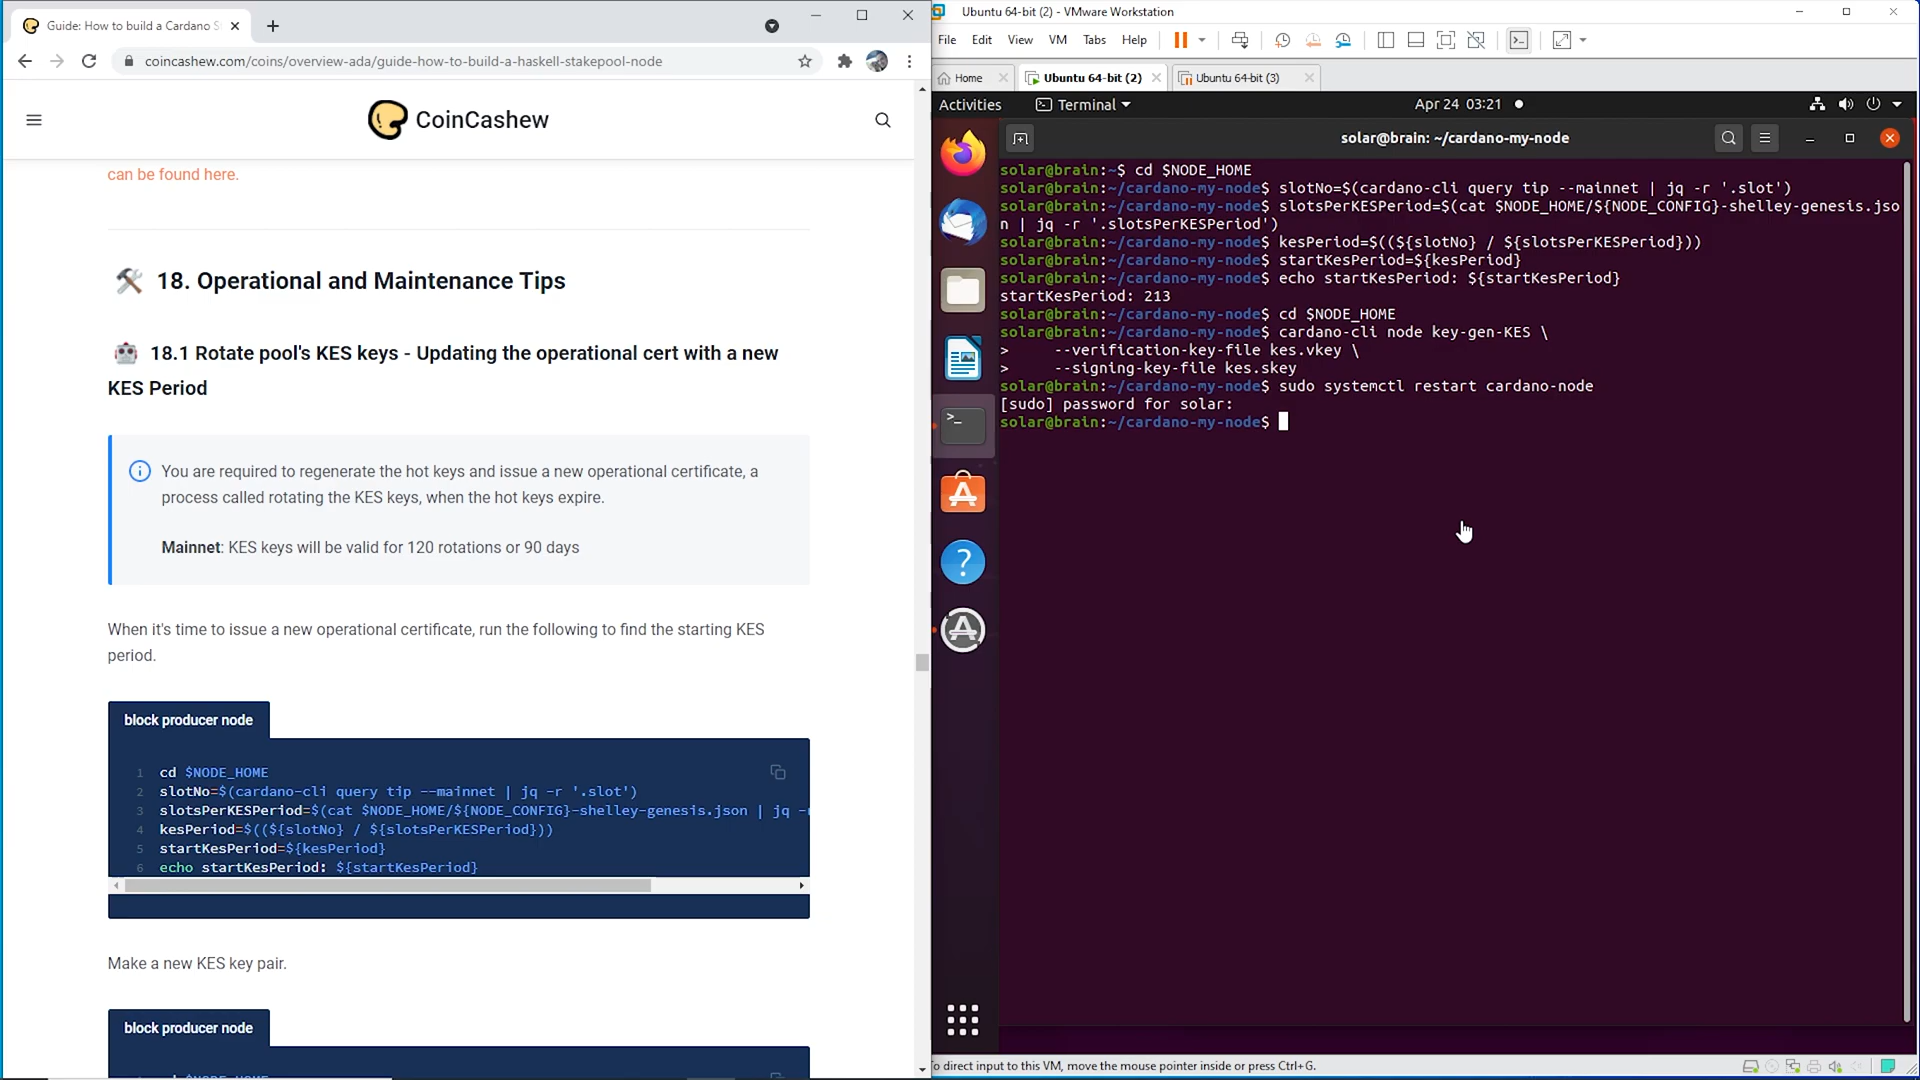 Guide: How to build a Cardano S
coincashew.com/coins/overview-ada/guide-how-to-build-a-haskell-stakepool-node
CoinCashew
can be found here.
18. Operational and Maintenance Tips
18.1 Rotate pool's KES keys - Updating the operational cert with a new
KES Period
You are required to regenerate the hot keys and issue a new operational certificate, a
process called rotating the KES keys, when the hot keys expire.
Mainnet: KES keys will be valid for 120 rotations or 90 days
When it's time to issue a new operational certificate, run the following to find the starting KES
period.
block producer node
1 cd $NODE_HOME
2 slotNo=$(cardano-cli query tip --mainnet | jq -r '.slot')
3 slotsPerKESPeriod=$(cat $NODE_HOME/${NODE_CONFIG}-shelley-genesis.json | jq -r
4 kesPeriod=$((${slotNo} / ${slotsPerKESPeriod}))
5 startKesPeriod=${kesPeriod}
6 echo startKesPeriod: ${startKesPeriod}
Make a new KES key pair.
block producer node
Ubuntu 64-bit (2) - VMware Workstation
File Edit View VM Tabs Help
Home Ubuntu 64-bit (2) Ubuntu 64-bit (3)
Activities Terminal Apr 24 03:21
solar@brain: ~/cardano-my-node
solar@brain:~$ cd $NODE_HOME
solar@brain:~/cardano-my-node$ slotNo=$(cardano-cli query tip --mainnet | jq -r '.slot')
solar@brain:~/cardano-my-node$ slotsPerKESPeriod=$(cat $NODE_HOME/${NODE_CONFIG}-shelley-genesis.jso
n | jq -r '.slotsPerKESPeriod')
solar@brain:~/cardano-my-node$ kesPeriod=$((${slotNo} / ${slotsPerKESPeriod}))
solar@brain:~/cardano-my-node$ startKesPeriod=${kesPeriod}
solar@brain:~/cardano-my-node$ echo startKesPeriod: ${startKesPeriod}
startKesPeriod: 213
solar@brain:~/cardano-my-node$ cd $NODE_HOME
solar@brain:~/cardano-my-node$ cardano-cli node key-gen-KES \
> --verification-key-file kes.vkey \
> --signing-key-file kes.skey
solar@brain:~/cardano-my-node$ sudo systemctl restart cardano-node
[sudo] password for solar:
solar@brain:~/cardano-my-node$
To direct input to this VM, move the mouse pointer inside or press Ctrl+G.